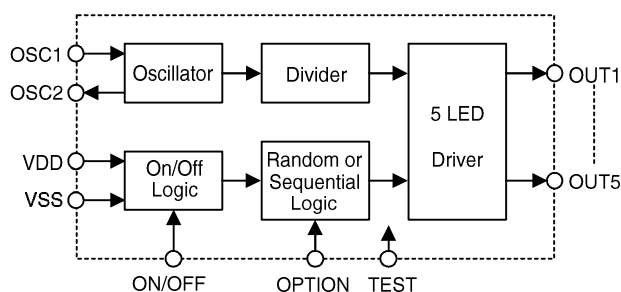 OSC1
OSC2
Oscillator
Divider
5 LED
Driver
OUT1
VDD
VSS
On/Off
Logic
Random or
Sequential
Logic
OUT5
ON/OFF
OPTION
TEST